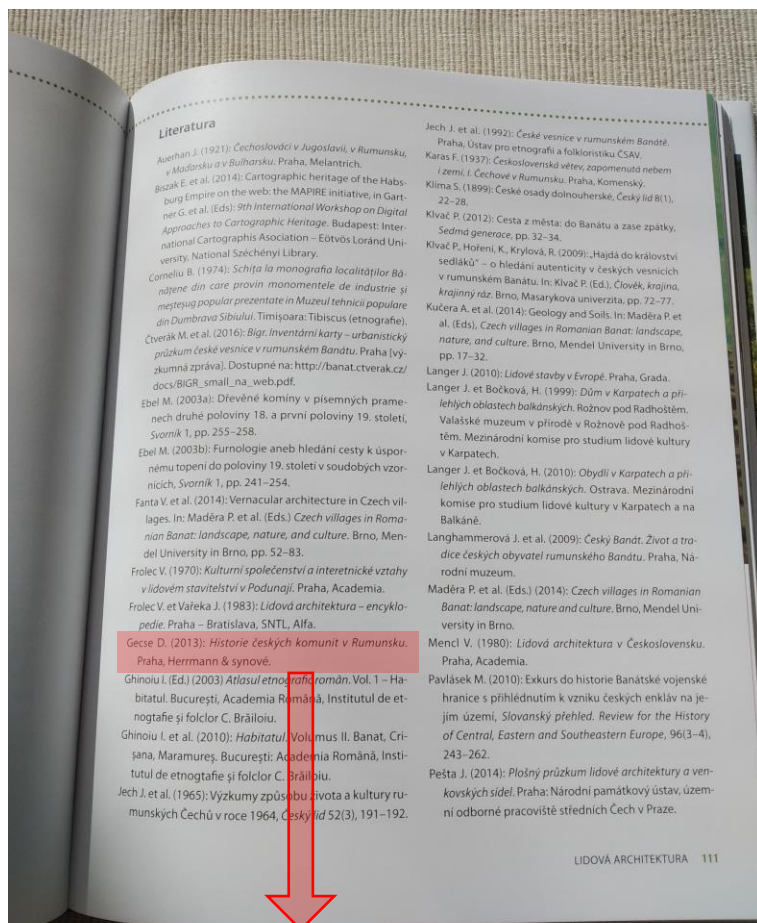 Literatura
Auerhan J. (1921): Čechoslováci v Jugoslavii, v Rumunsku,
v Maďarsku a v Bulharsku. Praha, Melantrich.
Biszak E. et al. (2014): Cartographic heritage of the Habs-
burg Empire on the web: the MAPIRE initiative, in Gart-
ner G. et al. (Eds): 9th International Workshop on Digital
Approaches to Cartographic Heritage. Budapest: Inter-
national Cartographis Asociation – Eötvös Loránd Uni-
versity, National Széchényi Library.
Corneliu B. (1974): Schița la monografia localităților Bă-
nățene din care provin monomentele de industrie și
meșteșug popular prezentate in Muzeul tehnicii populare
din Dumbrava Sibiului. Timișoara: Tibiscus (etnografie).
Čtverák M. et al. (2016): Bigr. Inventární karty – urbanistický
průzkum české vesnice v rumunském Banátu. Praha [vý-
zkumná zpráva]. Dostupné na: http://banat.ctverak.cz/
docs/BIGR_small_na_web.pdf.
Ebel M. (2003a): Dřevěné komíny v písemných prame-
nech druhé poloviny 18. a první poloviny 19. století,
Svorník 1, pp. 255–258.
Ebel M. (2003b): Furnologie aneb hledání cesty k úspor-
nému topení do poloviny 19. století v soudobých vzor-
nících, Svorník 1, pp. 241–254.
Fanta V. et al. (2014): Vernacular architecture in Czech vil-
lages. In: Maděra P. et al. (Eds.) Czech villages in Roma-
nian Banat: landscape, nature, and culture. Brno, Men-
del University in Brno, pp. 52–83.
Frolec V. (1970): Kulturní společenství a interetnické vztahy
v lidovém stavitelství v Podunají. Praha, Academia.
Frolec V. et Vařeka J. (1983): Lidová architektura – encyklo-
pedie. Praha – Bratislava, SNTL, Alfa.
Gecse D. (2013): Historie českých komunit v Rumunsku.
Praha, Herrmann & synové.
Ghinoiu I. (Ed.) (2003) Atlasul etnografic român. Vol. 1 – Ha-
bitatul. București, Academia Română, Institutul de et-
nogtafie și folclor C. Brăiloiu.
Ghinoiu I. et al. (2010): Habitatul. Volumus II. Banat, Cri-
șana, Maramureș. București: Academia Română, Insti-
tutul de etnogtafie și folclor C. Brăiloiu.
Jech J. et al. (1965): Výzkumy způsobu života a kultury ru-
munských Čechů v roce 1964, Český lid 52(3), 191–192.
Jech J. et al. (1992): České vesnice v rumunském Banátě.
Praha, Ústav pro etnografii a folkloristiku ČSAV.
Karas F. (1937): Československá větev, zapomenutá nebem
i zemí. I. Čechové v Rumunsku. Praha, Komenský.
Klíma S. (1899): České osady dolnouherské, Český lid 8(1),
22–28.
Klvač P. (2012): Cesta z města: do Banátu a zase zpátky,
Sedmá generace, pp. 32–34.
Klvač P., Hoření, K., Krylová, R. (2009): „Hajdá do království
sedláků“ – o hledání autenticity v českých vesnicích
v rumunském Banátu. In: Klvač P. (Ed.), Člověk, krajina,
krajinný ráz. Brno, Masarykova univerzita, pp. 72–77.
Kučera A. et al. (2014): Geology and Soils. In: Maděra P. et
al. (Eds), Czech villages in Romanian Banat: landscape,
nature, and culture. Brno, Mendel University in Brno,
pp. 17–32.
Langer J. (2010): Lidové stavby v Evropě. Praha, Grada.
Langer J. et Bočková, H. (1999): Dům v Karpatech a při-
lehlých oblastech balkánských. Rožnov pod Radhoštěm.
Valašské muzeum v přírodě v Rožnově pod Radhoš-
těm. Mezinárodní komise pro studium lidové kultury
v Karpatech.
Langer J. et Bočková, H. (2010): Obydlí v Karpatech a při-
lehlých oblastech balkánských. Ostrava. Mezinárodní
komise pro studium lidové kultury v Karpatech a na
Balkáně.
Langhammerová J. et al. (2009): Český Banát. Život a tra-
dice českých obyvatel rumunského Banátu. Praha, Ná-
rodní muzeum.
Maděra P. et al. (Eds.) (2014): Czech villages in Romanian
Banat: landscape, nature and culture. Brno, Mendel Uni-
versity in Brno.
Mencl V. (1980): Lidová architektura v Československu.
Praha, Academia.
Pavlásek M. (2010): Exkurs do historie Banátské vojenské
hranice s přihlédnutím k vzniku českých enkláv na je-
jím území, Slovanský přehled. Review for the History
of Central, Eastern and Southeastern Europe, 96(3–4),
243–262.
Pešta J. (2014): Plošný průzkum lidové architektury a ven-
kovských sídel. Praha: Národní památkový ústav, územ-
ní odborné pracoviště středních Čech v Praze.
LIDOVÁ ARCHITEKTURA 111